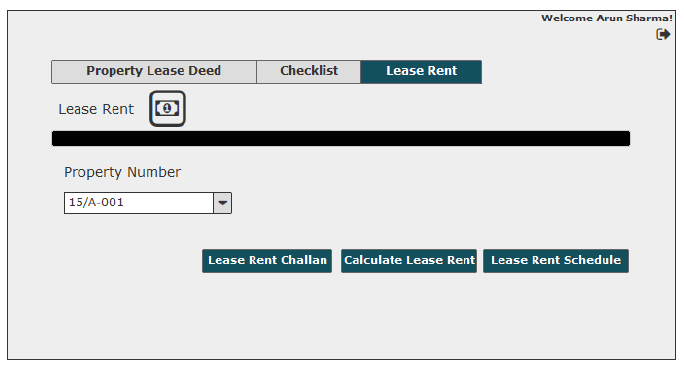 Welcome Arun Sharma!
Property Lease Deed Checklist Lease Rent
Lease Rent 1
Property Number
15/A-001
Lease Rent Challan Calculate Lease Rent Lease Rent Schedule